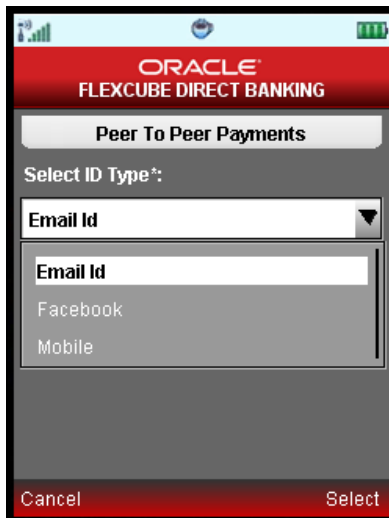 ORACLE
FLEXCUBE DIRECT BANKING
Peer To Peer Payments
Select ID Type*:
Email Id
Email Id
Facebook
Mobile
Cancel Select